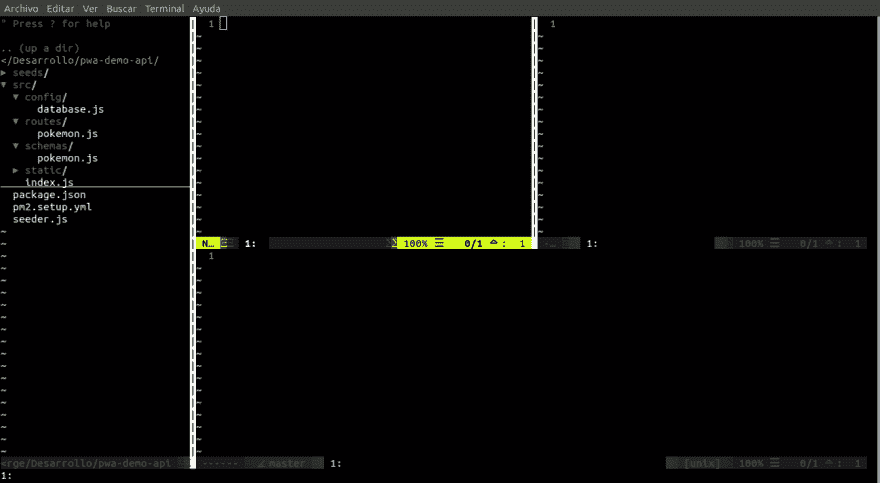 Archivo Editar Ver Buscar Terminal Ayuda
" Press ? for help
.. (up a dir)
</Desarrollo/pwa-demo-api/
▶ seeds/
▼ src/
▼ config/
database.js
▼ routes/
pokemon.js
▼ schemas/
pokemon.js
▶ static/
index.js
package.json
pm2.setup.yml
seeder.js
1
1
N… 1: 100% 0/1 : 1
1: 100% 0/1 : 1
1
<rge/Desarrollo/pwa-demo-api
------ master 1: [unix] 100% 0/1 : 1
1: